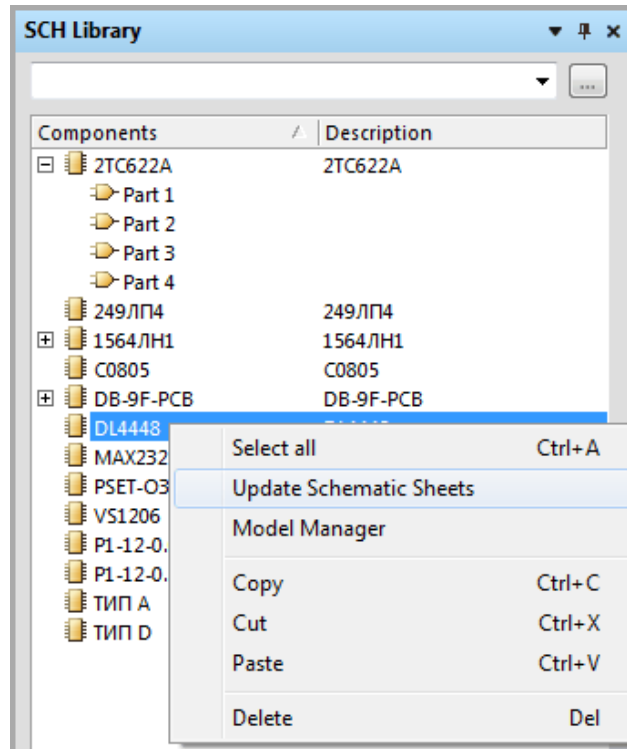 SCH Library
...
Components Description
2TC622A 2TC622A
Part 1
Part 2
Part 3
Part 4
249ЛП4 249ЛП4
1564ЛН1 1564ЛН1
C0805 C0805
DB-9F-PCB DB-9F-PCB
DL4448
Select all Ctrl+A
MAX232
PSET-O3 Update Schematic Sheets
VS1206 Model Manager
P1-12-0.
P1-12-0. Copy Ctrl+C
ТИП A Cut Ctrl+X
ТИП D Paste Ctrl+V
Delete Del